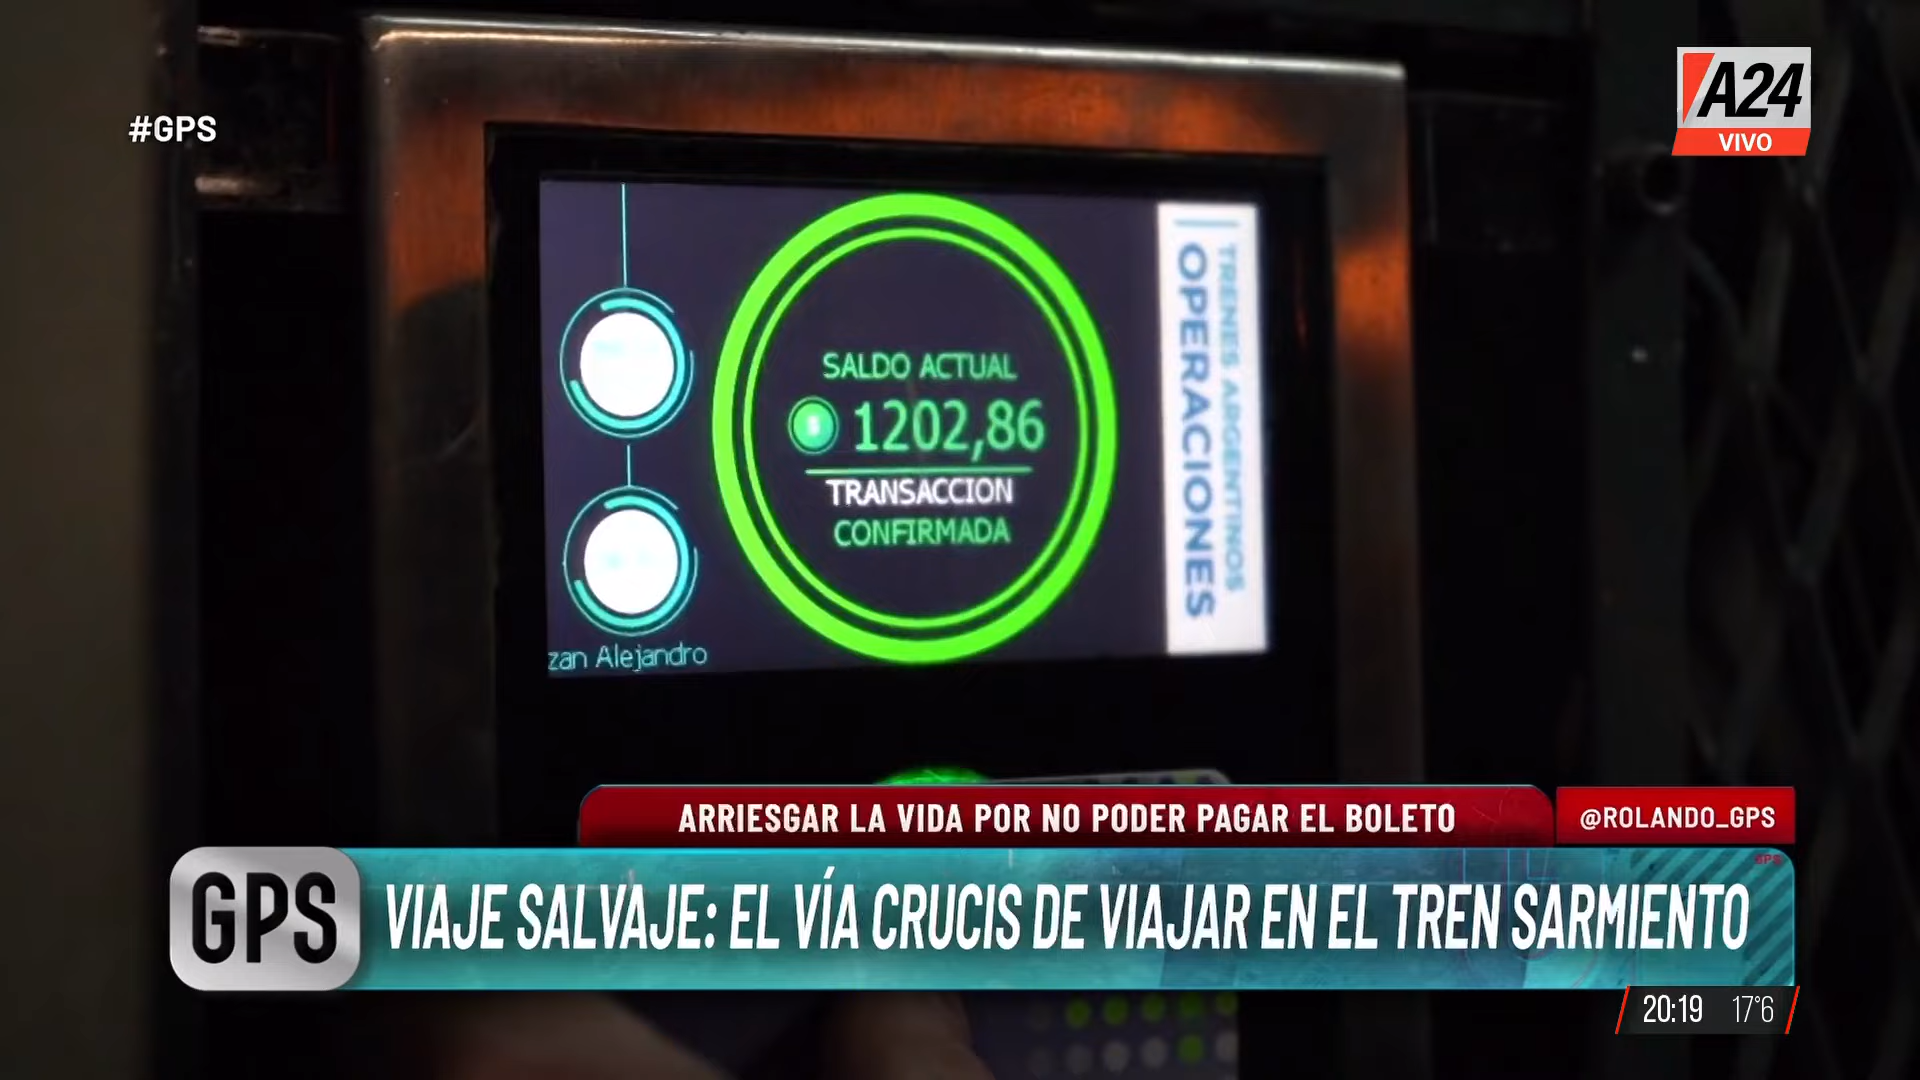 #GPS
A24
VIVO
SALDO ACTUAL
$ 1202,86
TRANSACCION
CONFIRMADA
TRENES ARGENTINOS
OPERACIONES
zan Alejandro
ARRIESGAR LA VIDA POR NO PODER PAGAR EL BOLETO
@ROLANDO_GPS
GPS
GPS
VIAJE SALVAJE: EL VÍA CRUCIS DE VIAJAR EN EL TREN SARMIENTO
20:19 17°6